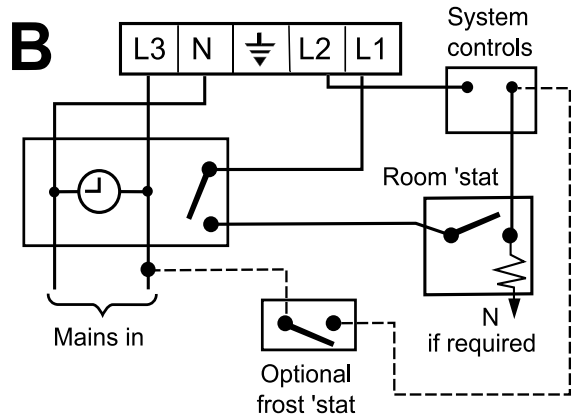 B
L3 N L2 L1
System
controls
Room 'stat
N
if required
Mains in
Optional
frost 'stat